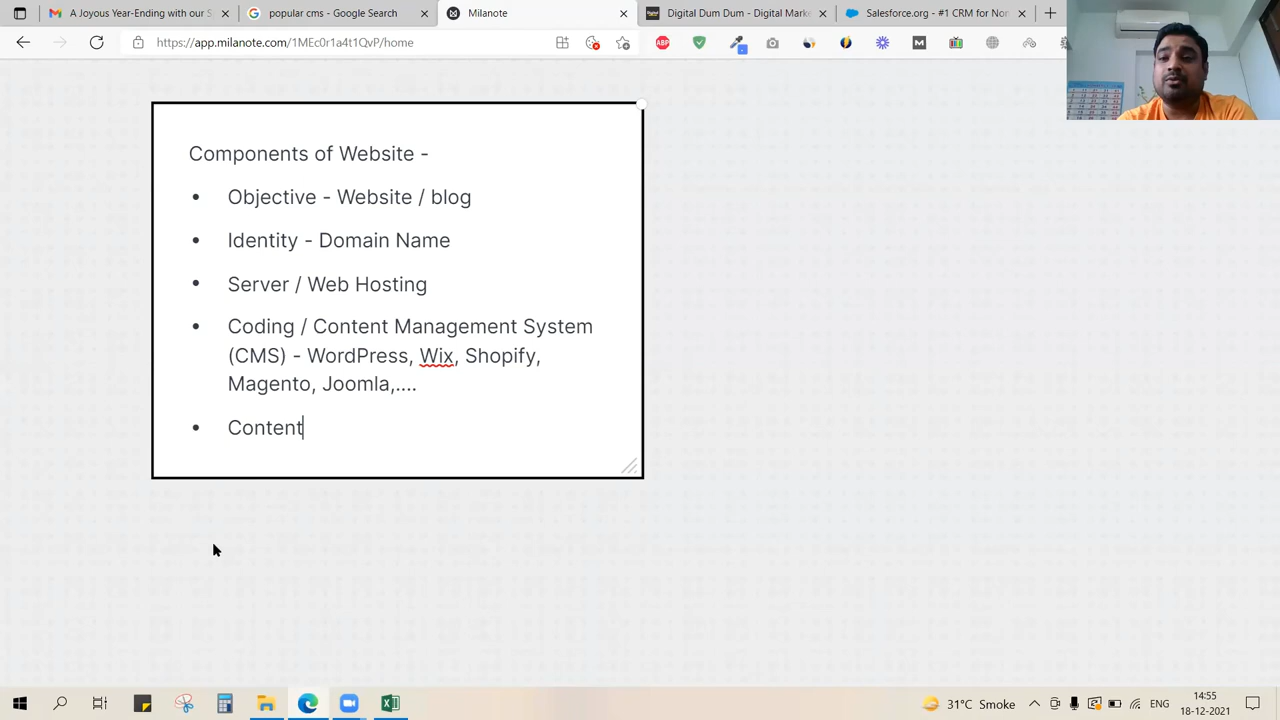 A Joyous Year-Ending with our S
popular cms - Google Search
Milanote
Digital Dum Dum - Digital Marke
Salesforce.org - #1 CRM for Non
https://app.milanote.com/1MEc0r1a4t1QvP/home
Components of Website -
• Objective - Website / blog
• Identity - Domain Name
• Server / Web Hosting
• Coding / Content Management System
(CMS) - WordPress, Wix, Shopify,
Magento, Joomla,....
• Content
31°C Smoke
ENG
14:55
18-12-2021